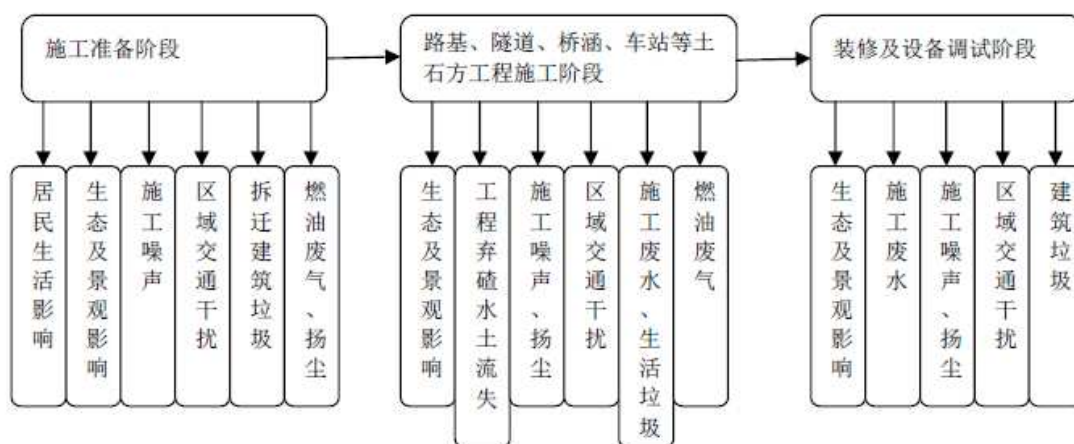 施工准备阶段
路基、隧道、桥涵、车站等土
石方工程施工阶段
装修及设备调试阶段
居民生活影响
生态及景观影响
施工噪声
区域交通干扰
拆迁建筑垃圾
燃油废气、扬尘
生态及景观影响
工程弃碴水土流失
施工噪声、扬尘
区域交通干扰
施工废水、生活垃圾
燃油废气
生态及景观影响
施工废水
施工噪声、扬尘
区域交通干扰
建筑垃圾